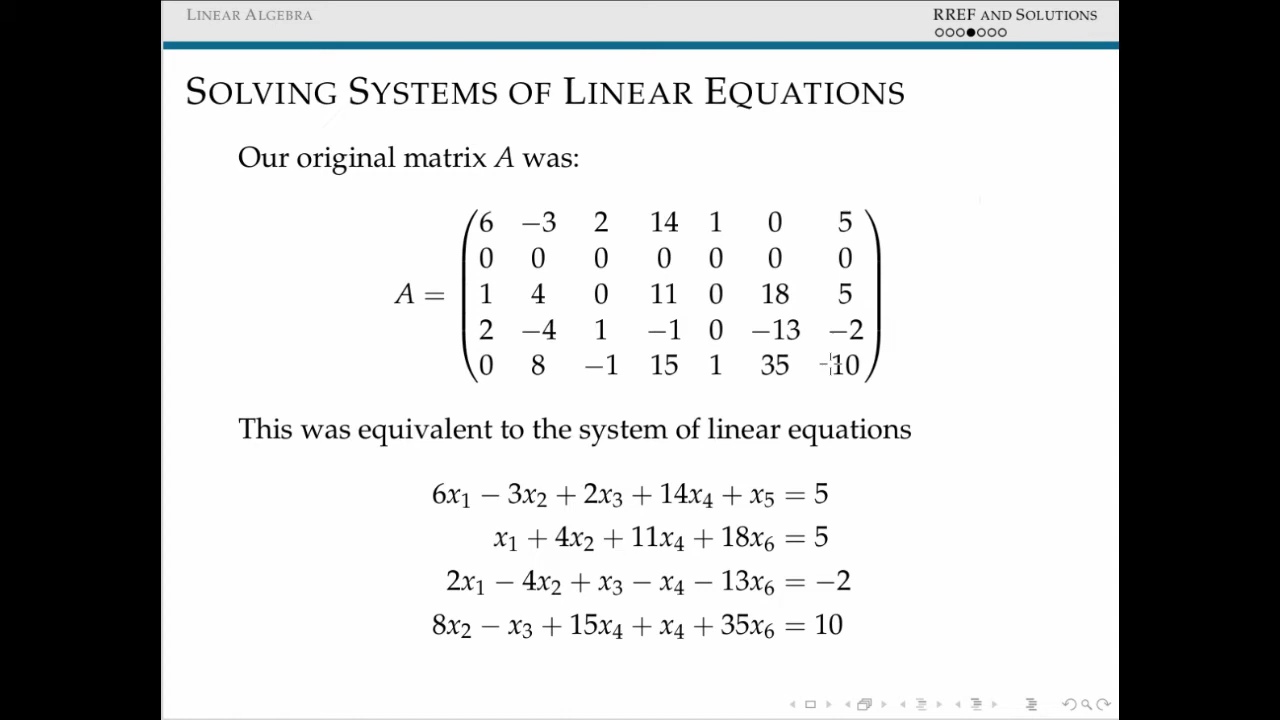 LINEAR ALGEBRA
RREF AND SOLUTIONS
SOLVING SYSTEMS OF LINEAR EQUATIONS
Our original matrix A was:
6 −3 2 14 1 0 5
0 0 0 0 0 0 0
A = 1 4 0 11 0 18 5
2 −4 1 −1 0 −13 −2
0 8 −1 15 1 35 10
This was equivalent to the system of linear equations
6x₁ − 3x₂ + 2x₃ + 14x₄ + x₅ = 5
x₁ + 4x₂ + 11x₄ + 18x₆ = 5
2x₁ − 4x₂ + x₃ − x₄ − 13x₆ = −2
8x₂ − x₃ + 15x₄ + x₄ + 35x₆ = 10